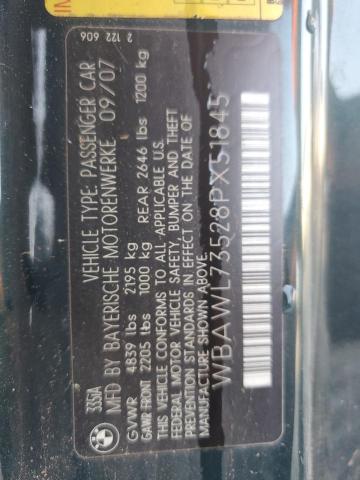 335iA
2 122 606
VEHICLE TYPE: PASSENGER CAR
MFD BY BAYERISCHE MOTORENWERKE 09/07
GVWR 4839 lbs 2195 kg
GAWR FRONT 2205 lbs 1000 kg REAR 2646 lbs 1200 kg
THIS VEHICLE CONFORMS TO ALL APPLICABLE U.S.
FEDERAL MOTOR VEHICLE SAFETY, BUMPER AND THEFT
PREVENTION STANDARDS IN EFFECT ON THE DATE OF
MANUFACTURE SHOWN ABOVE.
WBAWL73528PX51845